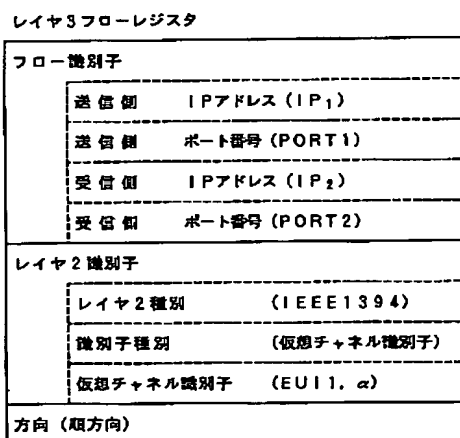 レイヤ3フローレジスタ
フロー識別子
送信側 IPアドレス (IP₁)
送信側 ポート番号 (PORT1)
受信側 IPアドレス (IP₂)
受信側 ポート番号 (PORT2)
レイヤ2識別子
レイヤ2種別 (IEEE1394)
識別子種別 (仮想チャネル識別子)
仮想チャネル識別子 (EUI1, α)
方向 (順方向)